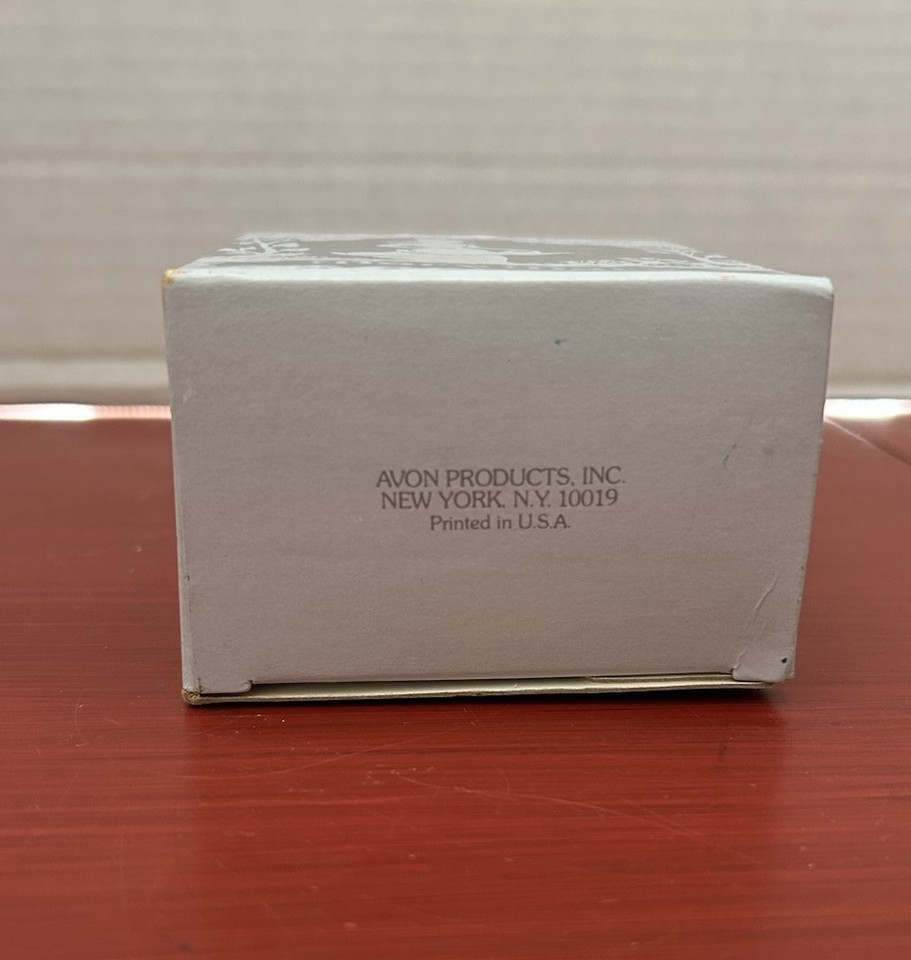 AVON PRODUCTS, INC.
NEW YORK, N.Y. 10019
Printed in U.S.A.